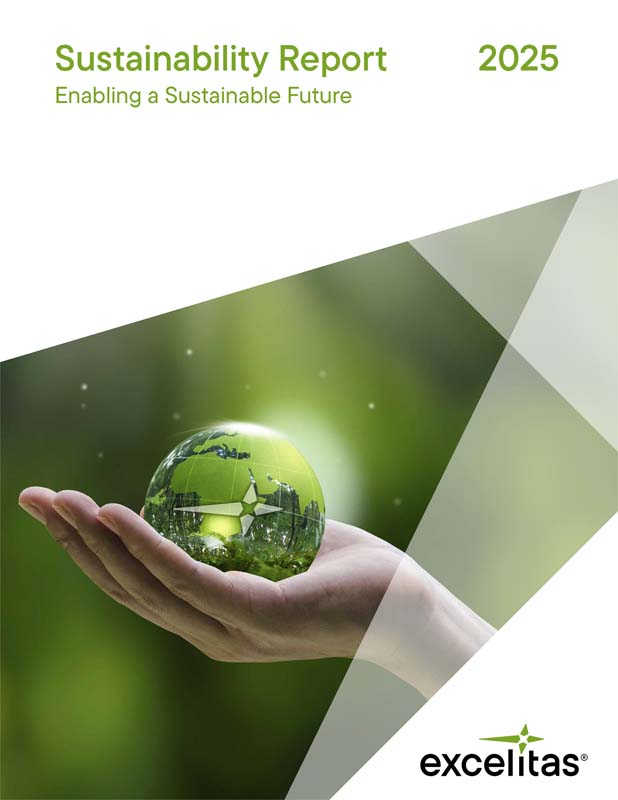 Sustainability Report 2025
Enabling a Sustainable Future
excelitas®